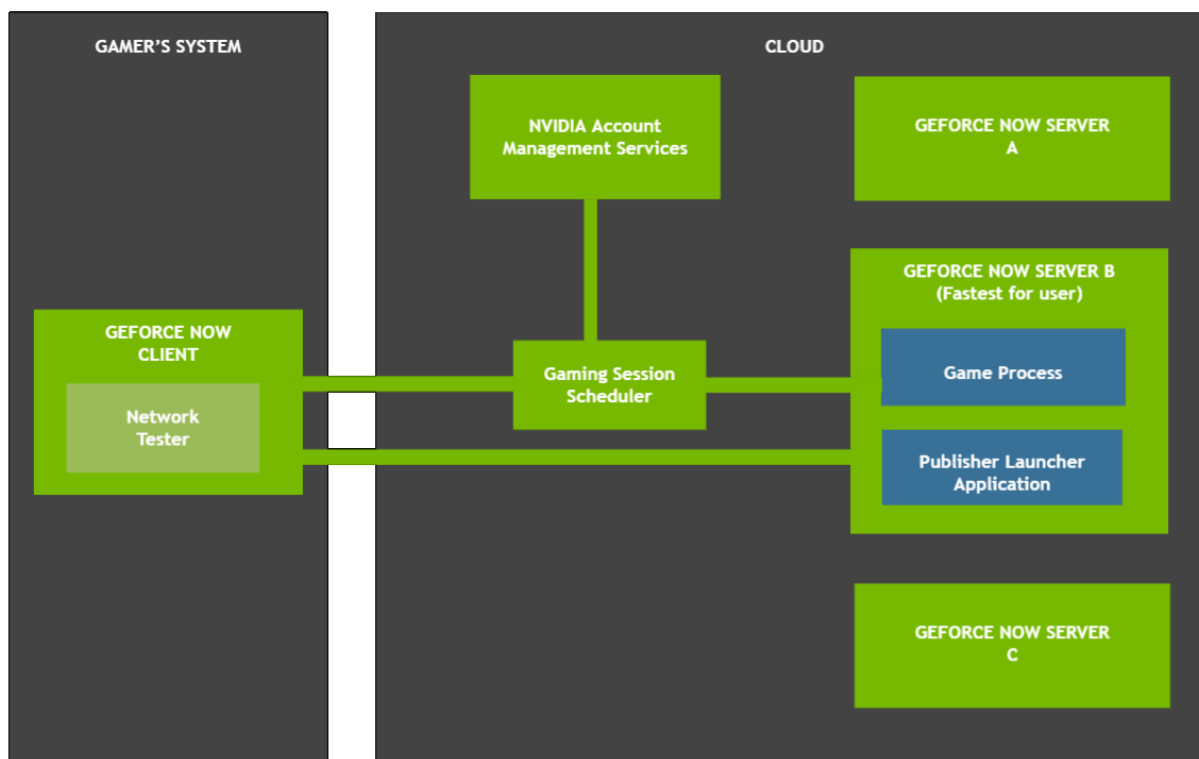 GAMER'S SYSTEM
GEFORCE NOW
CLIENT
Network
Tester
CLOUD
NVIDIA Account
Management Services
Gaming Session
Scheduler
GEFORCE NOW SERVER
A
GEFORCE NOW SERVER B
(Fastest for user)
Game Process
Publisher Launcher
Application
GEFORCE NOW SERVER
C